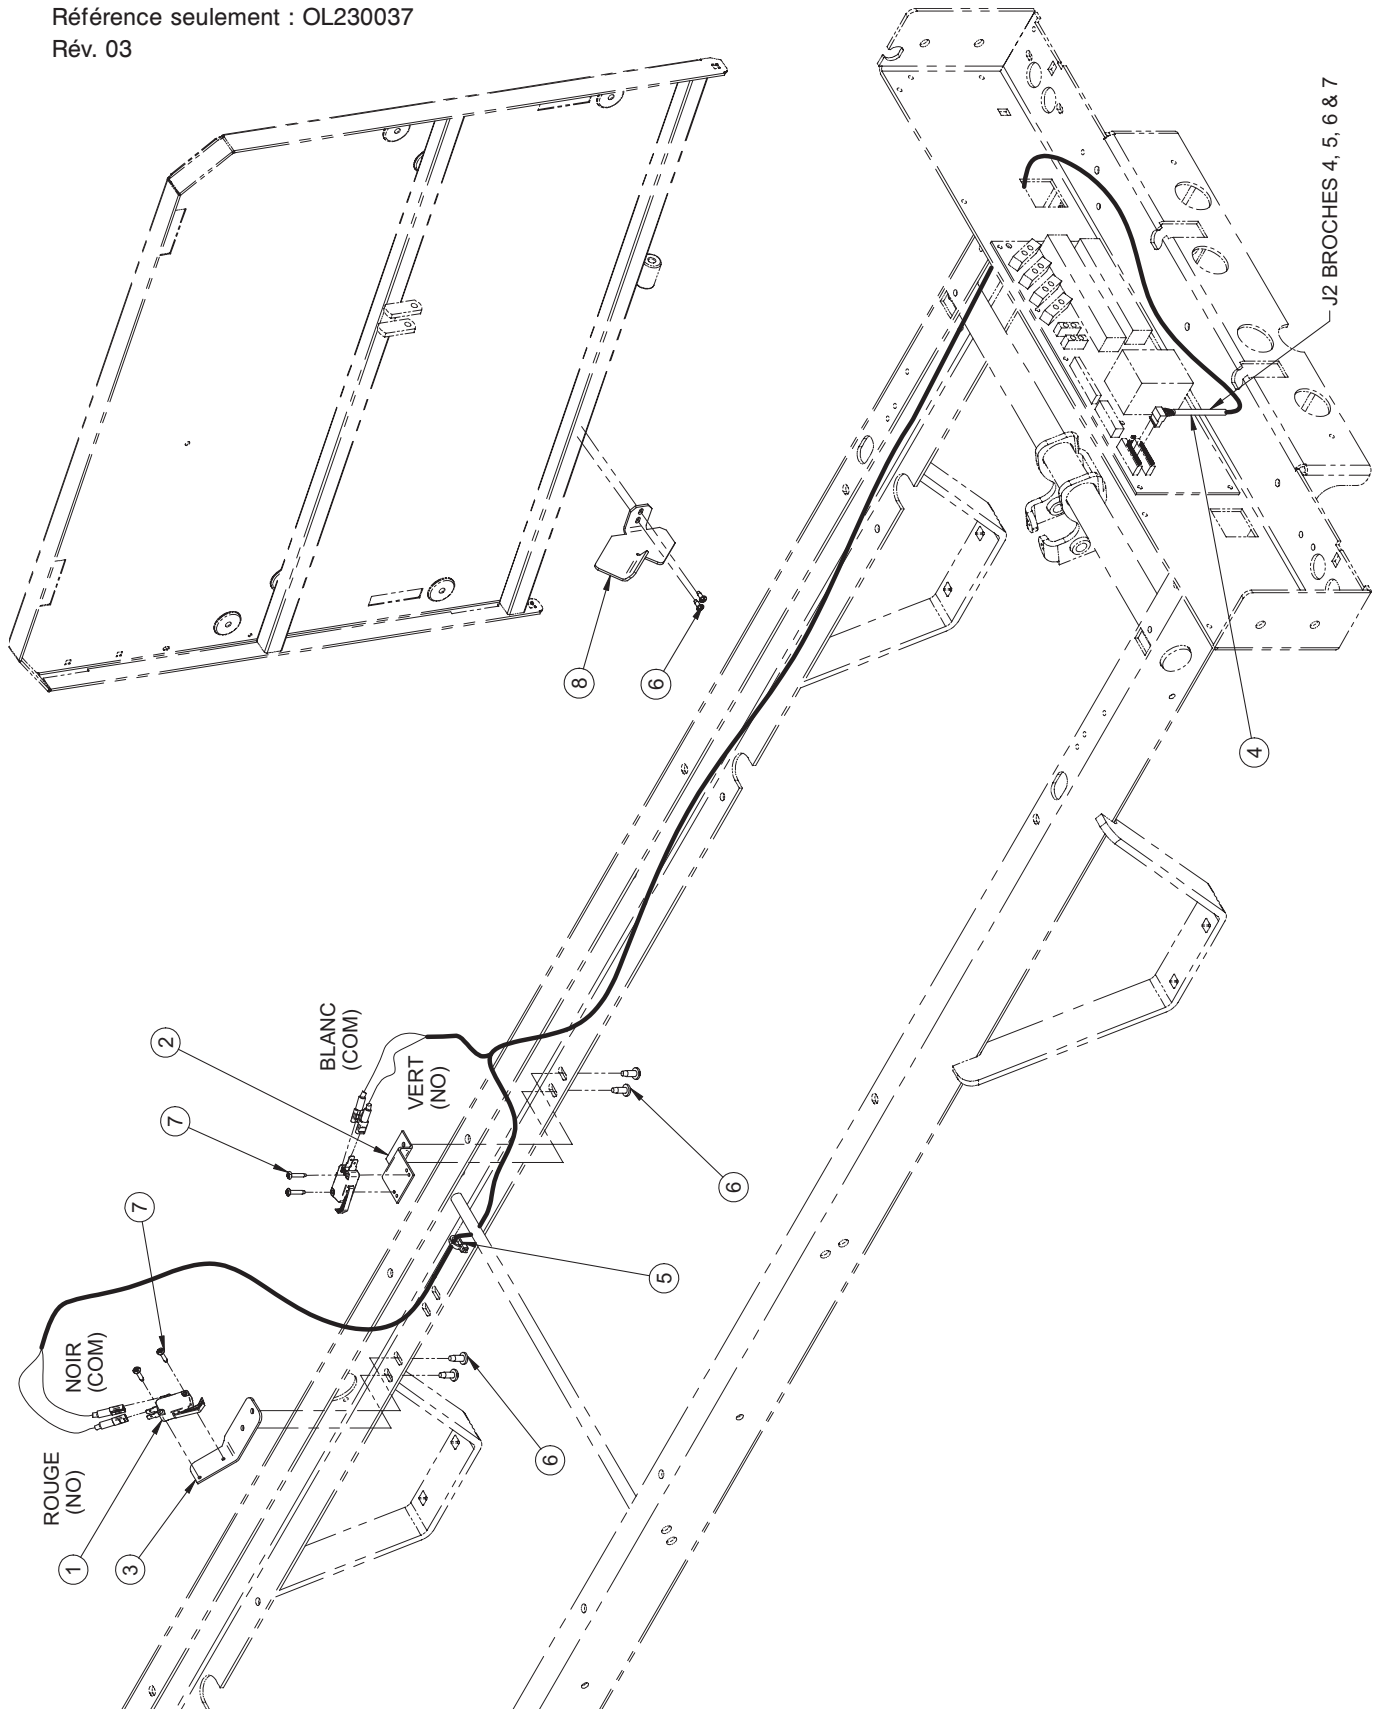 Référence seulement : OL230037
Rév. 03
J2 BROCHES 4, 5, 6 & 7
8
6
4
2
BLANC
(COM)
VERT
(NO)
7
6
7
5
NOIR
(COM)
6
ROUGE
(NO)
1
3